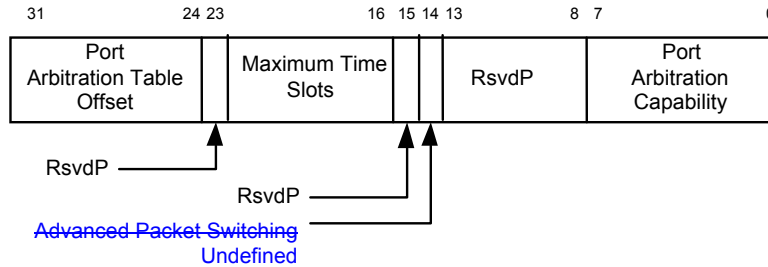 31 24 23 16 15 14 13 8 7
Port
Arbitration Table
Offset
Maximum Time
Slots
RsvdP
Port
Arbitration
Capability
RsvdP
RsvdP
Advanced Packet Switching
Undefined